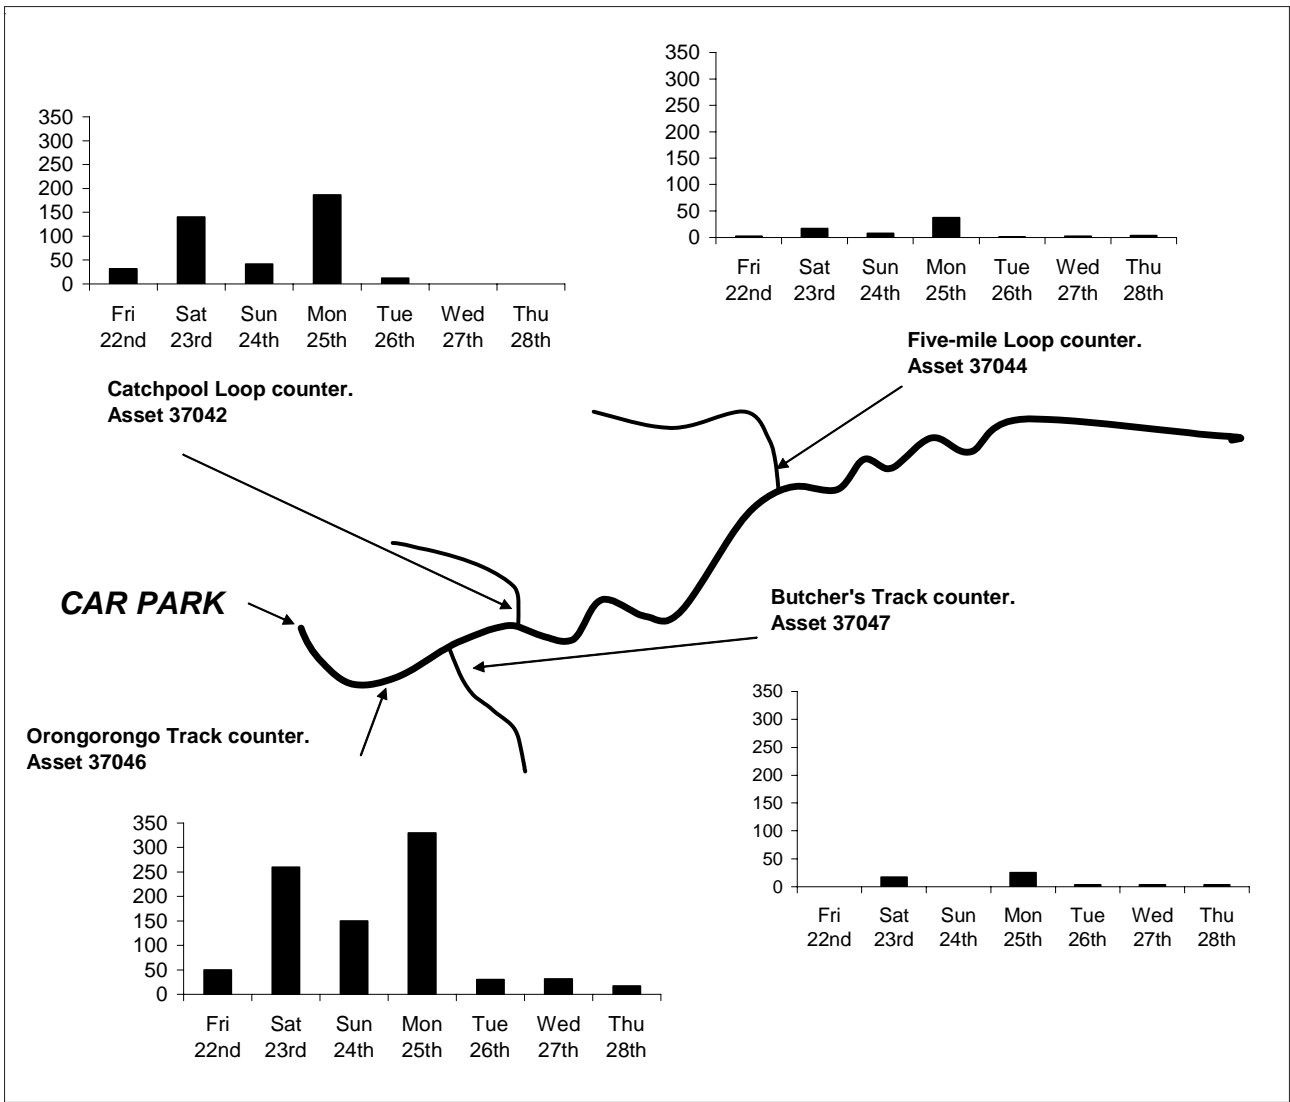 350
300
250
200
150
100
50
0
Fri Sat Sun Mon Tue Wed Thu
22nd 23rd 24th 25th 26th 27th 28th
350
300
250
200
150
100
50
0
Fri Sat Sun Mon Tue Wed Thu
22nd 23rd 24th 25th 26th 27th 28th
Five-mile Loop counter.
Asset 37044
Catchpool Loop counter.
Asset 37042
CAR PARK
Butcher's Track counter.
Asset 37047
Orongorongo Track counter.
Asset 37046
350
300
250
200
150
100
50
0
Fri Sat Sun Mon Tue Wed Thu
22nd 23rd 24th 25th 26th 27th 28th
350
300
250
200
150
100
50
0
Fri Sat Sun Mon Tue Wed Thu
22nd 23rd 24th 25th 26th 27th 28th